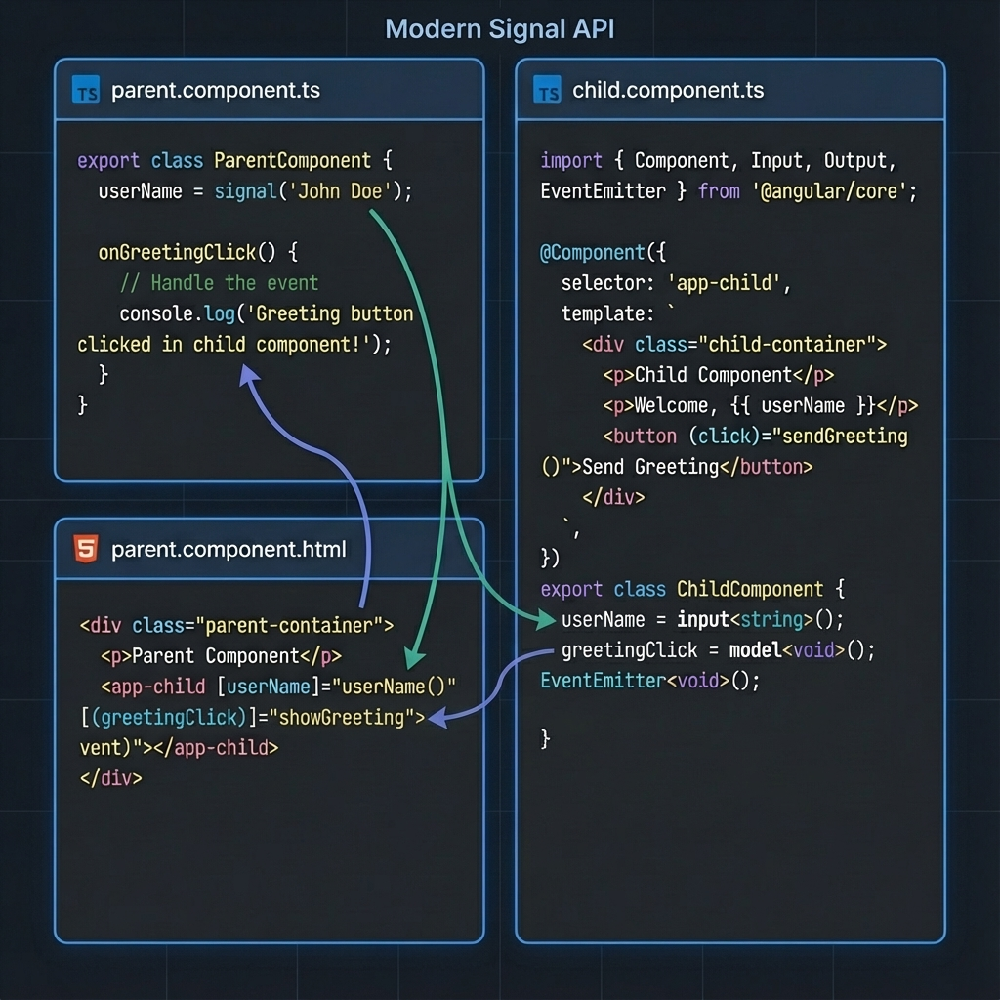 Modern Signal API
TS parent.component.ts
export class ParentComponent {
userName = signal('John Doe');
onGreetingClick() {
// Handle the event
console.log('Greeting button
clicked in child component!');
}
}
5 parent.component.html
<div class="parent-container">
<p>Parent Component</p>
<app-child [userName]="userName()"
[(greetingClick)]="showGreeting">
vent)"></app-child>
</div>
TS child.component.ts
import { Component, Input, Output,
EventEmitter } from '@angular/core';
@Component({
selector: 'app-child',
template: `
<div class="child-container">
<p>Child Component</p>
<p>Welcome, {{ userName }}</p>
<button (click)="sendGreeting
()">Send Greeting</button>
</div>
`,
})
export class ChildComponent {
userName = input<string>();
greetingClick = model<void>();
EventEmitter<void>();
}